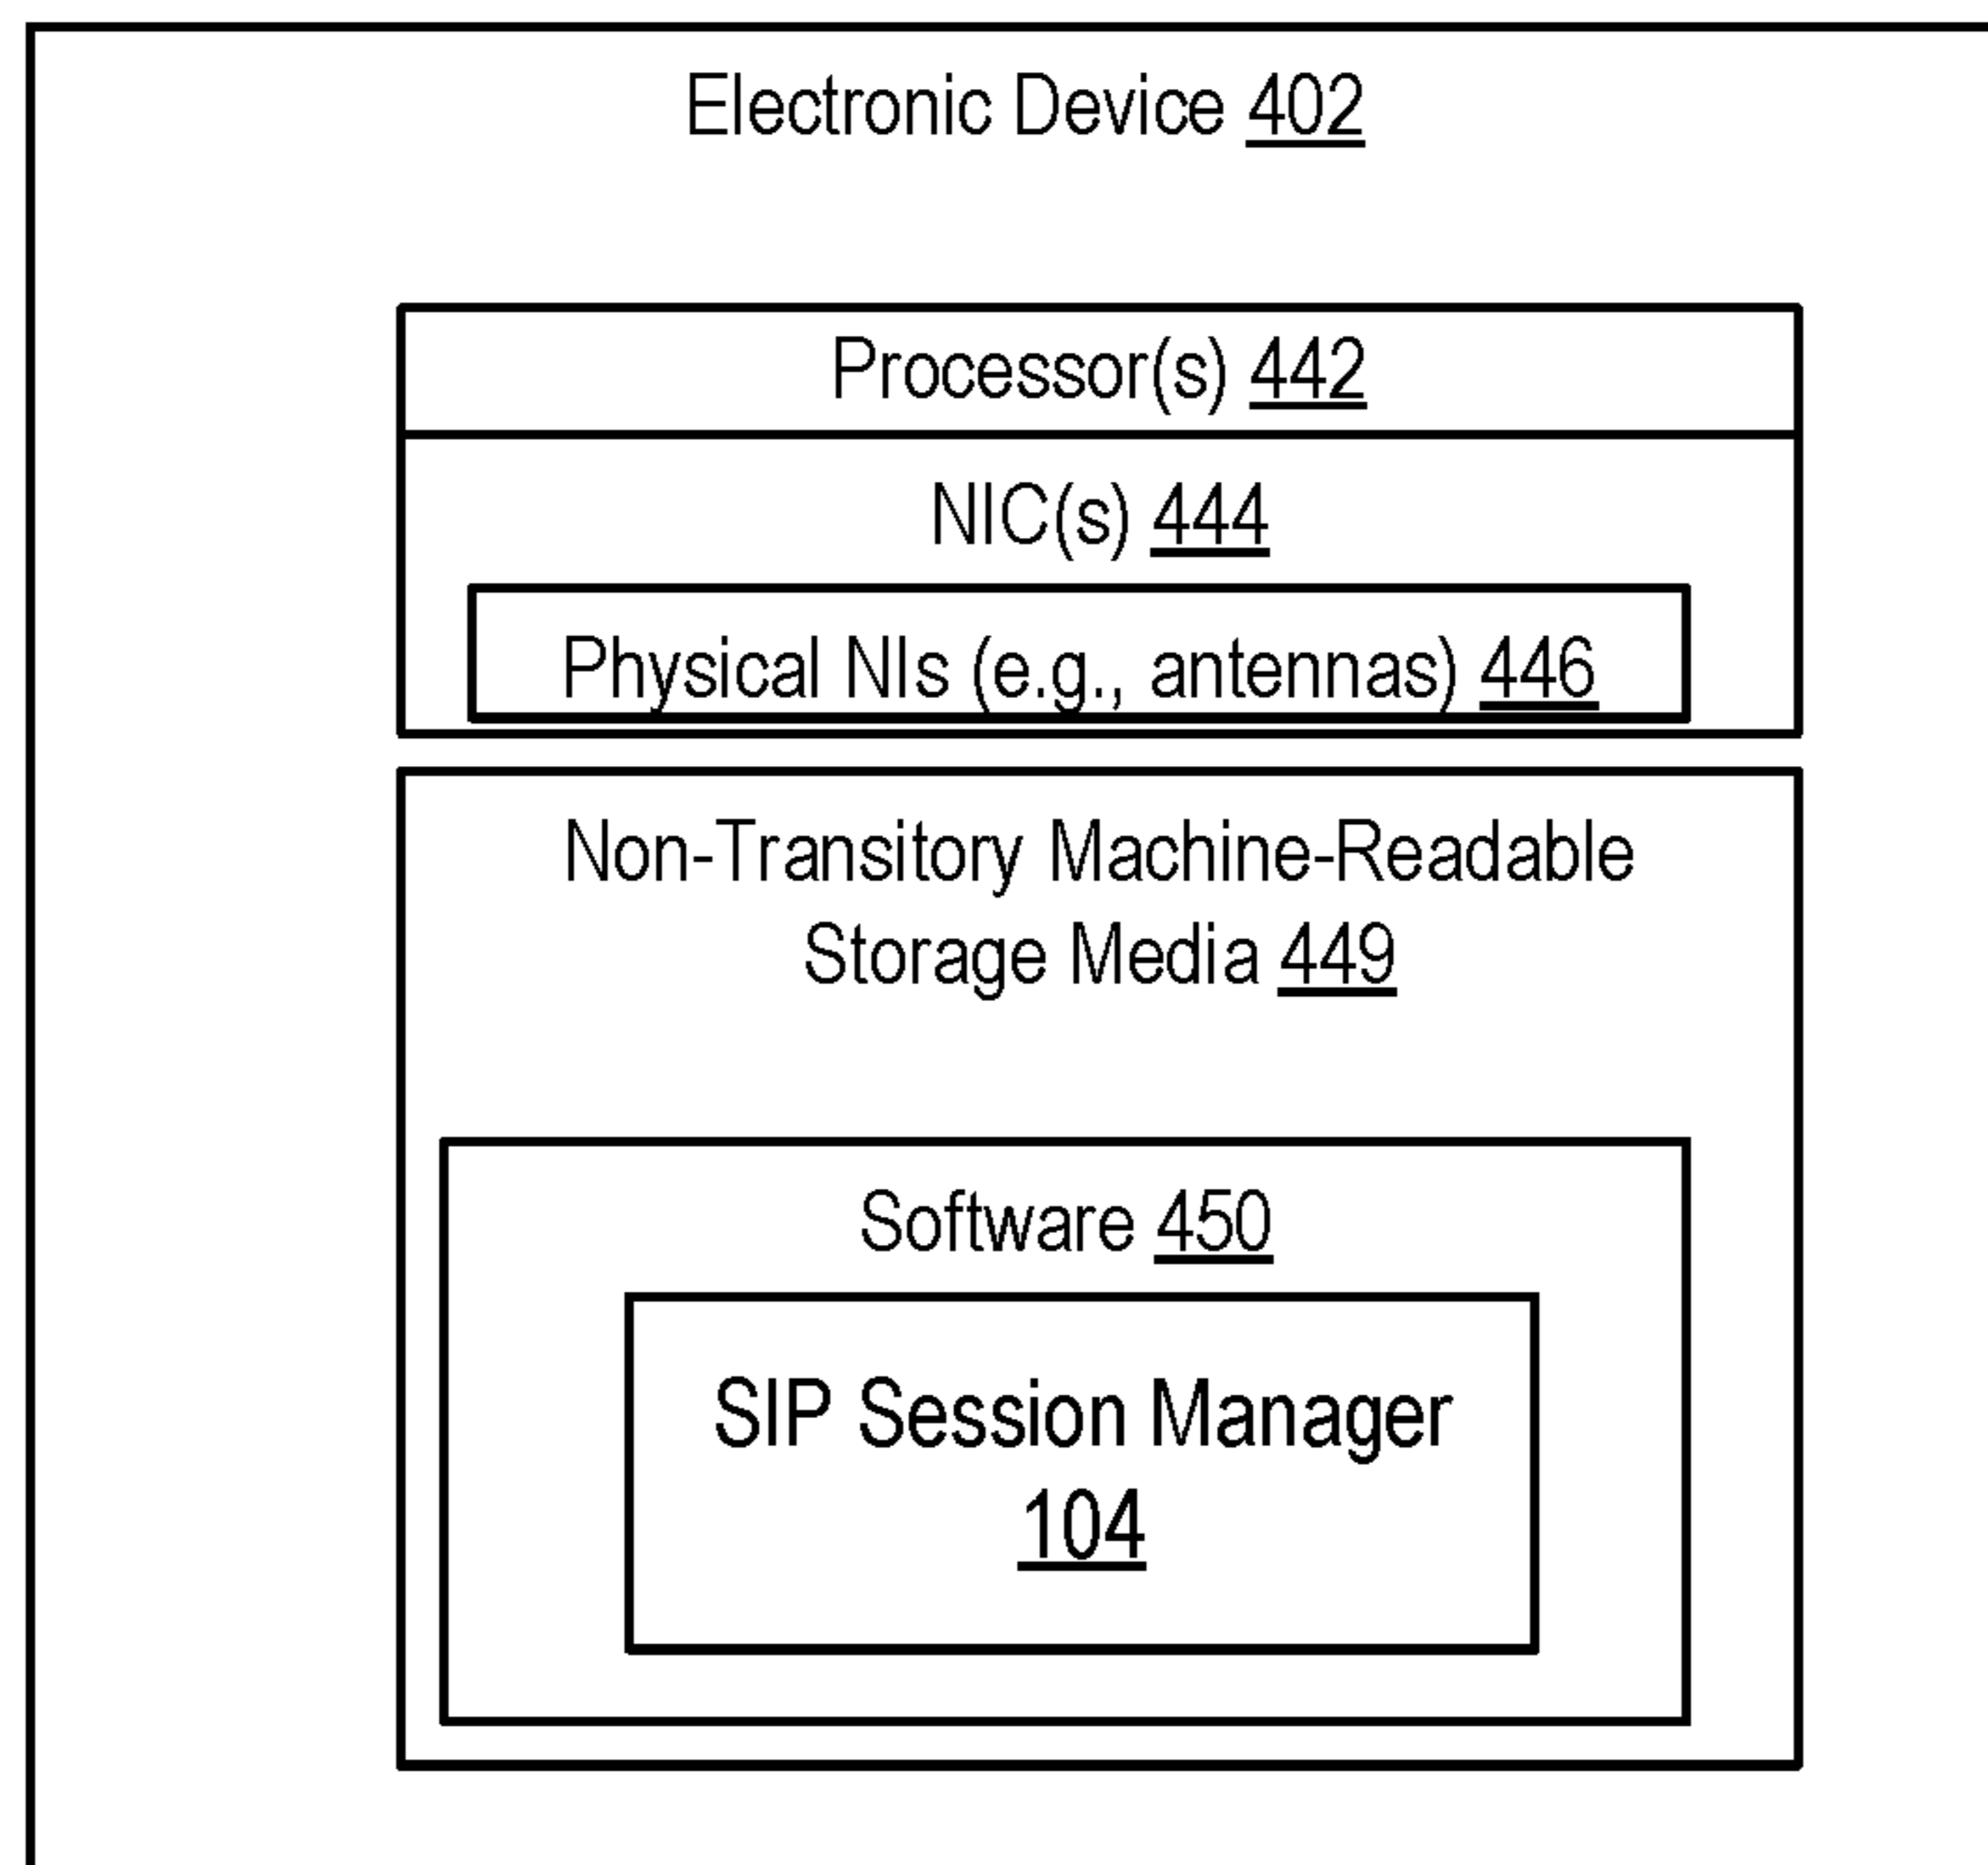 Electronic Device 402
Processor(s) 442
NIC(s) 444
Physical NIs (e.g., antennas) 446
Non-Transitory Machine-Readable
Storage Media 449
Software 450
SIP Session Manager
104